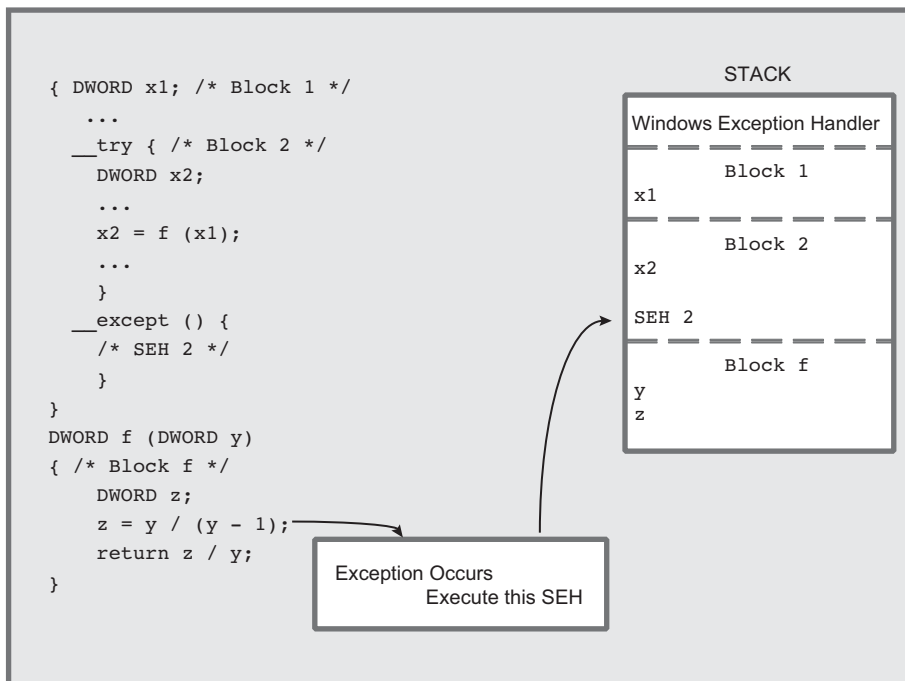 { DWORD x1; /* Block 1 */
...
__try { /* Block 2 */
DWORD x2;
...
x2 = f (x1);
...
}
__except () {
/* SEH 2 */
}
}
DWORD f (DWORD y)
{ /* Block f */
DWORD z;
z = y / (y - 1);
return z / y;
}
Exception Occurs
Execute this SEH
STACK
Windows Exception Handler
Block 1
x1
Block 2
x2
SEH 2
Block f
y
z